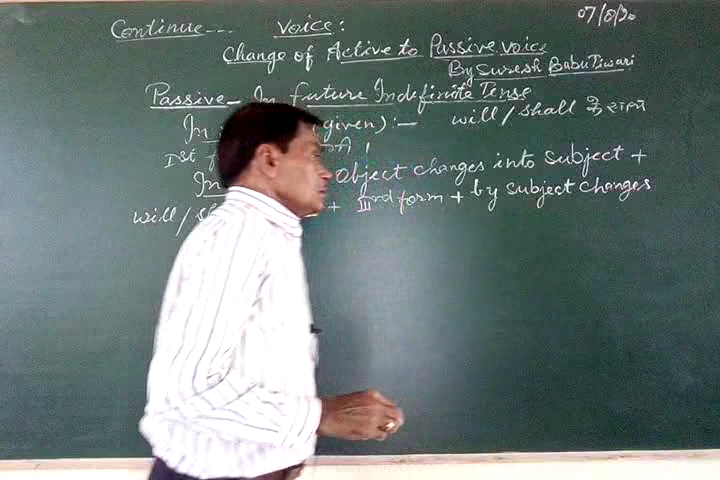 07/8/20
Continue--- Voice:
Change of Active to Passive voice
By Suresh Babu Tiwari
Passive- In future Indefinite Tense
In (given):- will/shall के साथ
Ist A!
In Object changes into Subject +
will/sh + IIIrd form + by subject changes